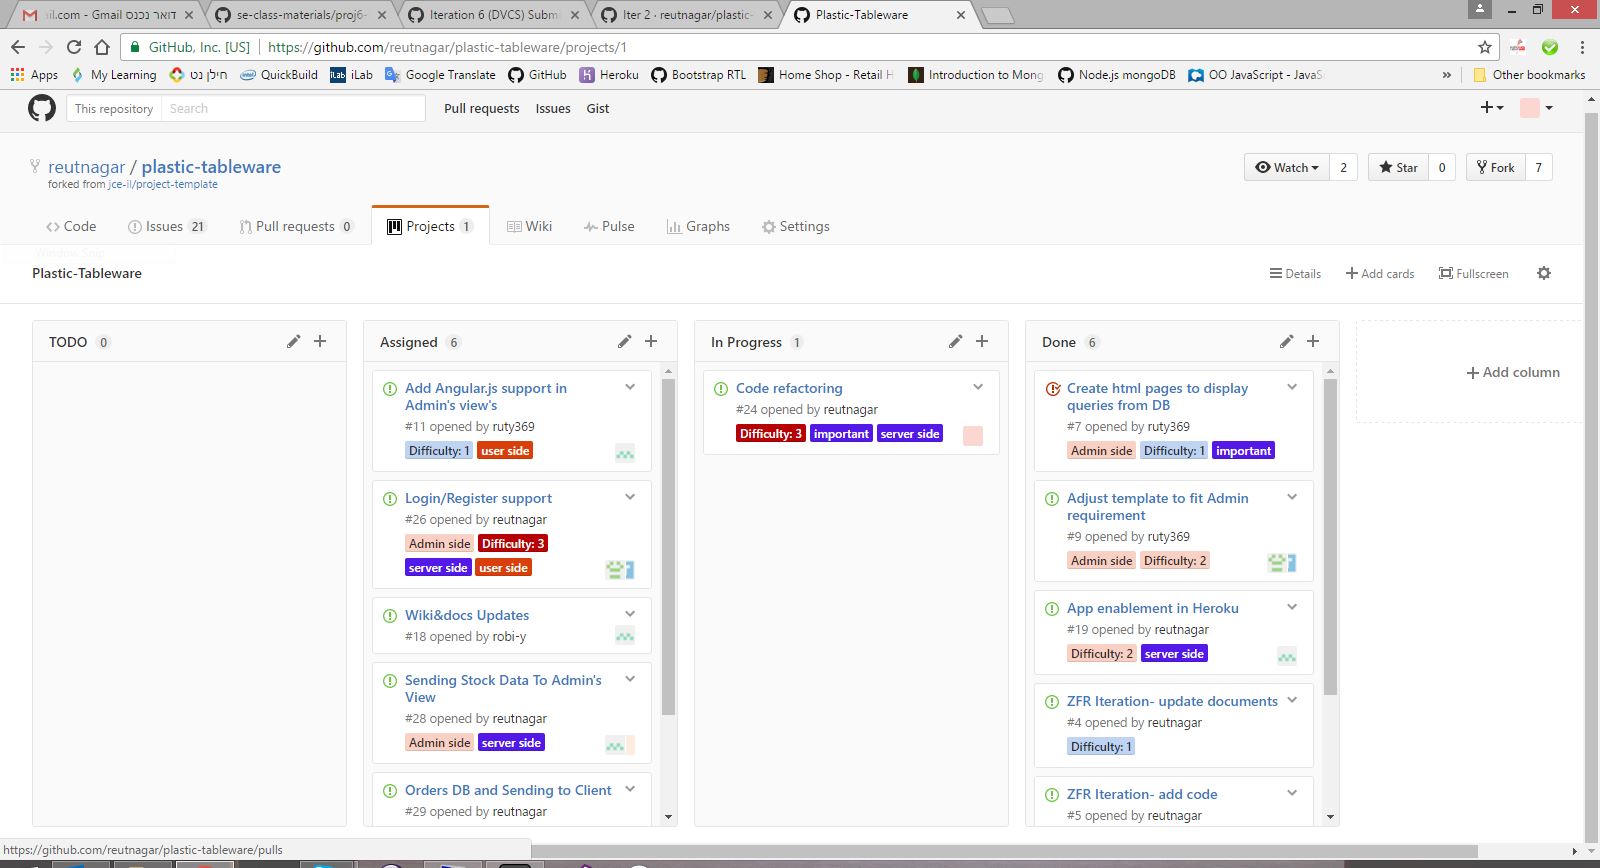 ail.com - Gmail דואר נכנס
se-class-materials/proj6-
Iteration 6 (DVCS) Submi
Iter 2 · reutnagar/plastic-
Plastic-Tableware
GitHub, Inc. [US]
https://github.com/reutnagar/plastic-tableware/projects/1
Apps
My Learning
חילן נט
QuickBuild
iLab
iLab
Google Translate
GitHub
Heroku
Bootstrap RTL
Home Shop - Retail H
Introduction to Mong
Node.js mongoDB
OO JavaScript - JavaS
»
Other bookmarks
This repository
Search
Pull requests
Issues
Gist
reutnagar / plastic-tableware
forked from jce-il/project-template
Watch 2
Star 0
Fork 7
Code
Issues 21
Pull requests 0
Projects 1
Wiki
Pulse
Graphs
Settings
Window Snip
Plastic-Tableware
Details
Add cards
Fullscreen
TODO 0
Assigned 6
Add Angular.js support in
Admin's view's
#11 opened by ruty369
Difficulty: 1 user side
Login/Register support
#26 opened by reutnagar
Admin side Difficulty: 3
server side user side
Wiki&docs Updates
#18 opened by robi-y
Sending Stock Data To Admin's
View
#28 opened by reutnagar
Admin side server side
Orders DB and Sending to Client
#29 opened by reutnagar
In Progress 1
Code refactoring
#24 opened by reutnagar
Difficulty: 3 important server side
Done 6
Create html pages to display
queries from DB
#7 opened by ruty369
Admin side Difficulty: 1 important
Adjust template to fit Admin
requirement
#9 opened by ruty369
Admin side Difficulty: 2
App enablement in Heroku
#19 opened by reutnagar
Difficulty: 2 server side
ZFR Iteration- update documents
#4 opened by reutnagar
Difficulty: 1
ZFR Iteration- add code
#5 opened by reutnagar
Add column
https://github.com/reutnagar/plastic-tableware/pulls